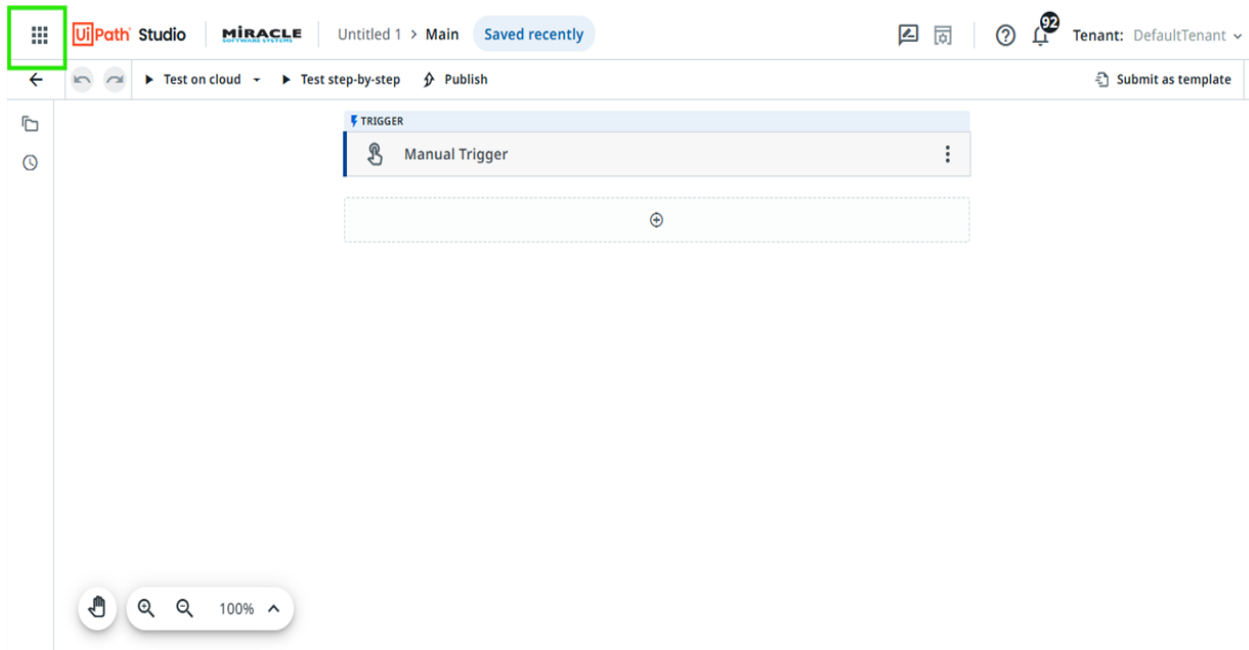 UiPath Studio MIRACLE SOFTWARE SYSTEMS Untitled 1 > Main Saved recently 92 Tenant: DefaultTenant
Test on cloud Test step-by-step Publish Submit as template
TRIGGER
Manual Trigger
100%